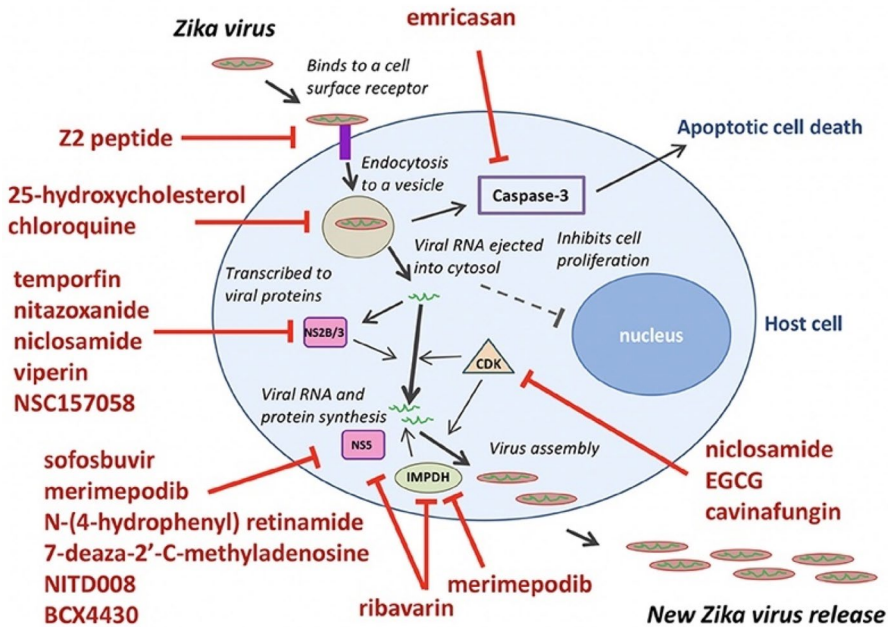 Zika virus
emricasan
Binds to a cell
surface receptor
Z2 peptide
Apoptotic cell death
Endocytosis
to a vesicle
25-hydroxycholesterol
chloroquine
Caspase-3
Viral RNA ejected
into cytosol
Inhibits cell
proliferation
Transcribed to
viral proteins
temporfin
nitazoxanide
niclosamide
viperin
NSC157058
NS2B/3
nucleus
Host cell
CDK
Viral RNA and
protein synthesis
NS5
Virus assembly
IMPDH
sofosbuvir
merimepodib
N-(4-hydrophenyl) retinamide
7-deaza-2’-C-methyladenosine
NITD008
BCX4430
niclosamide
EGCG
cavinafungin
ribavarin
merimepodib
New Zika virus release